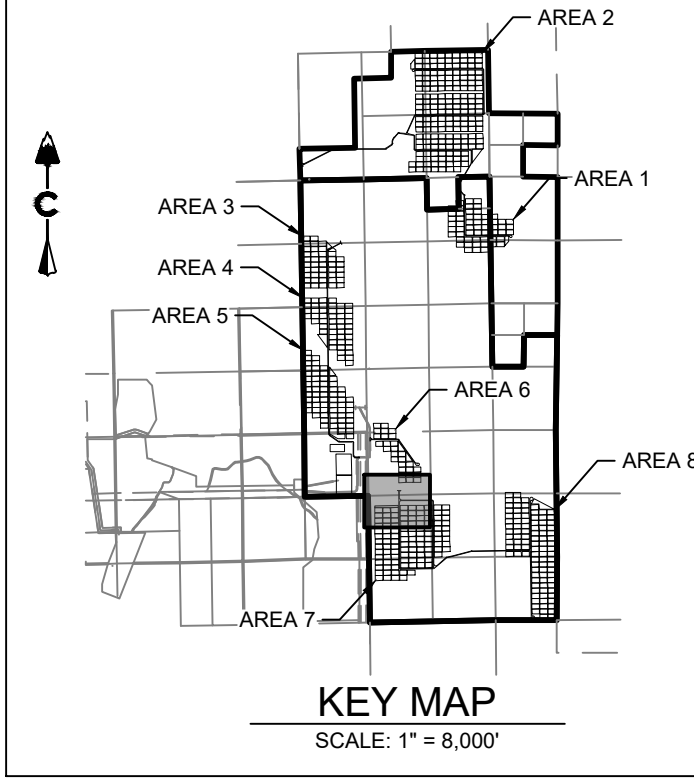 AREA 2
AREA 1
AREA 3
AREA 4
AREA 5
AREA 6
AREA 8
AREA 7
KEY MAP
SCALE: 1" = 8,000'